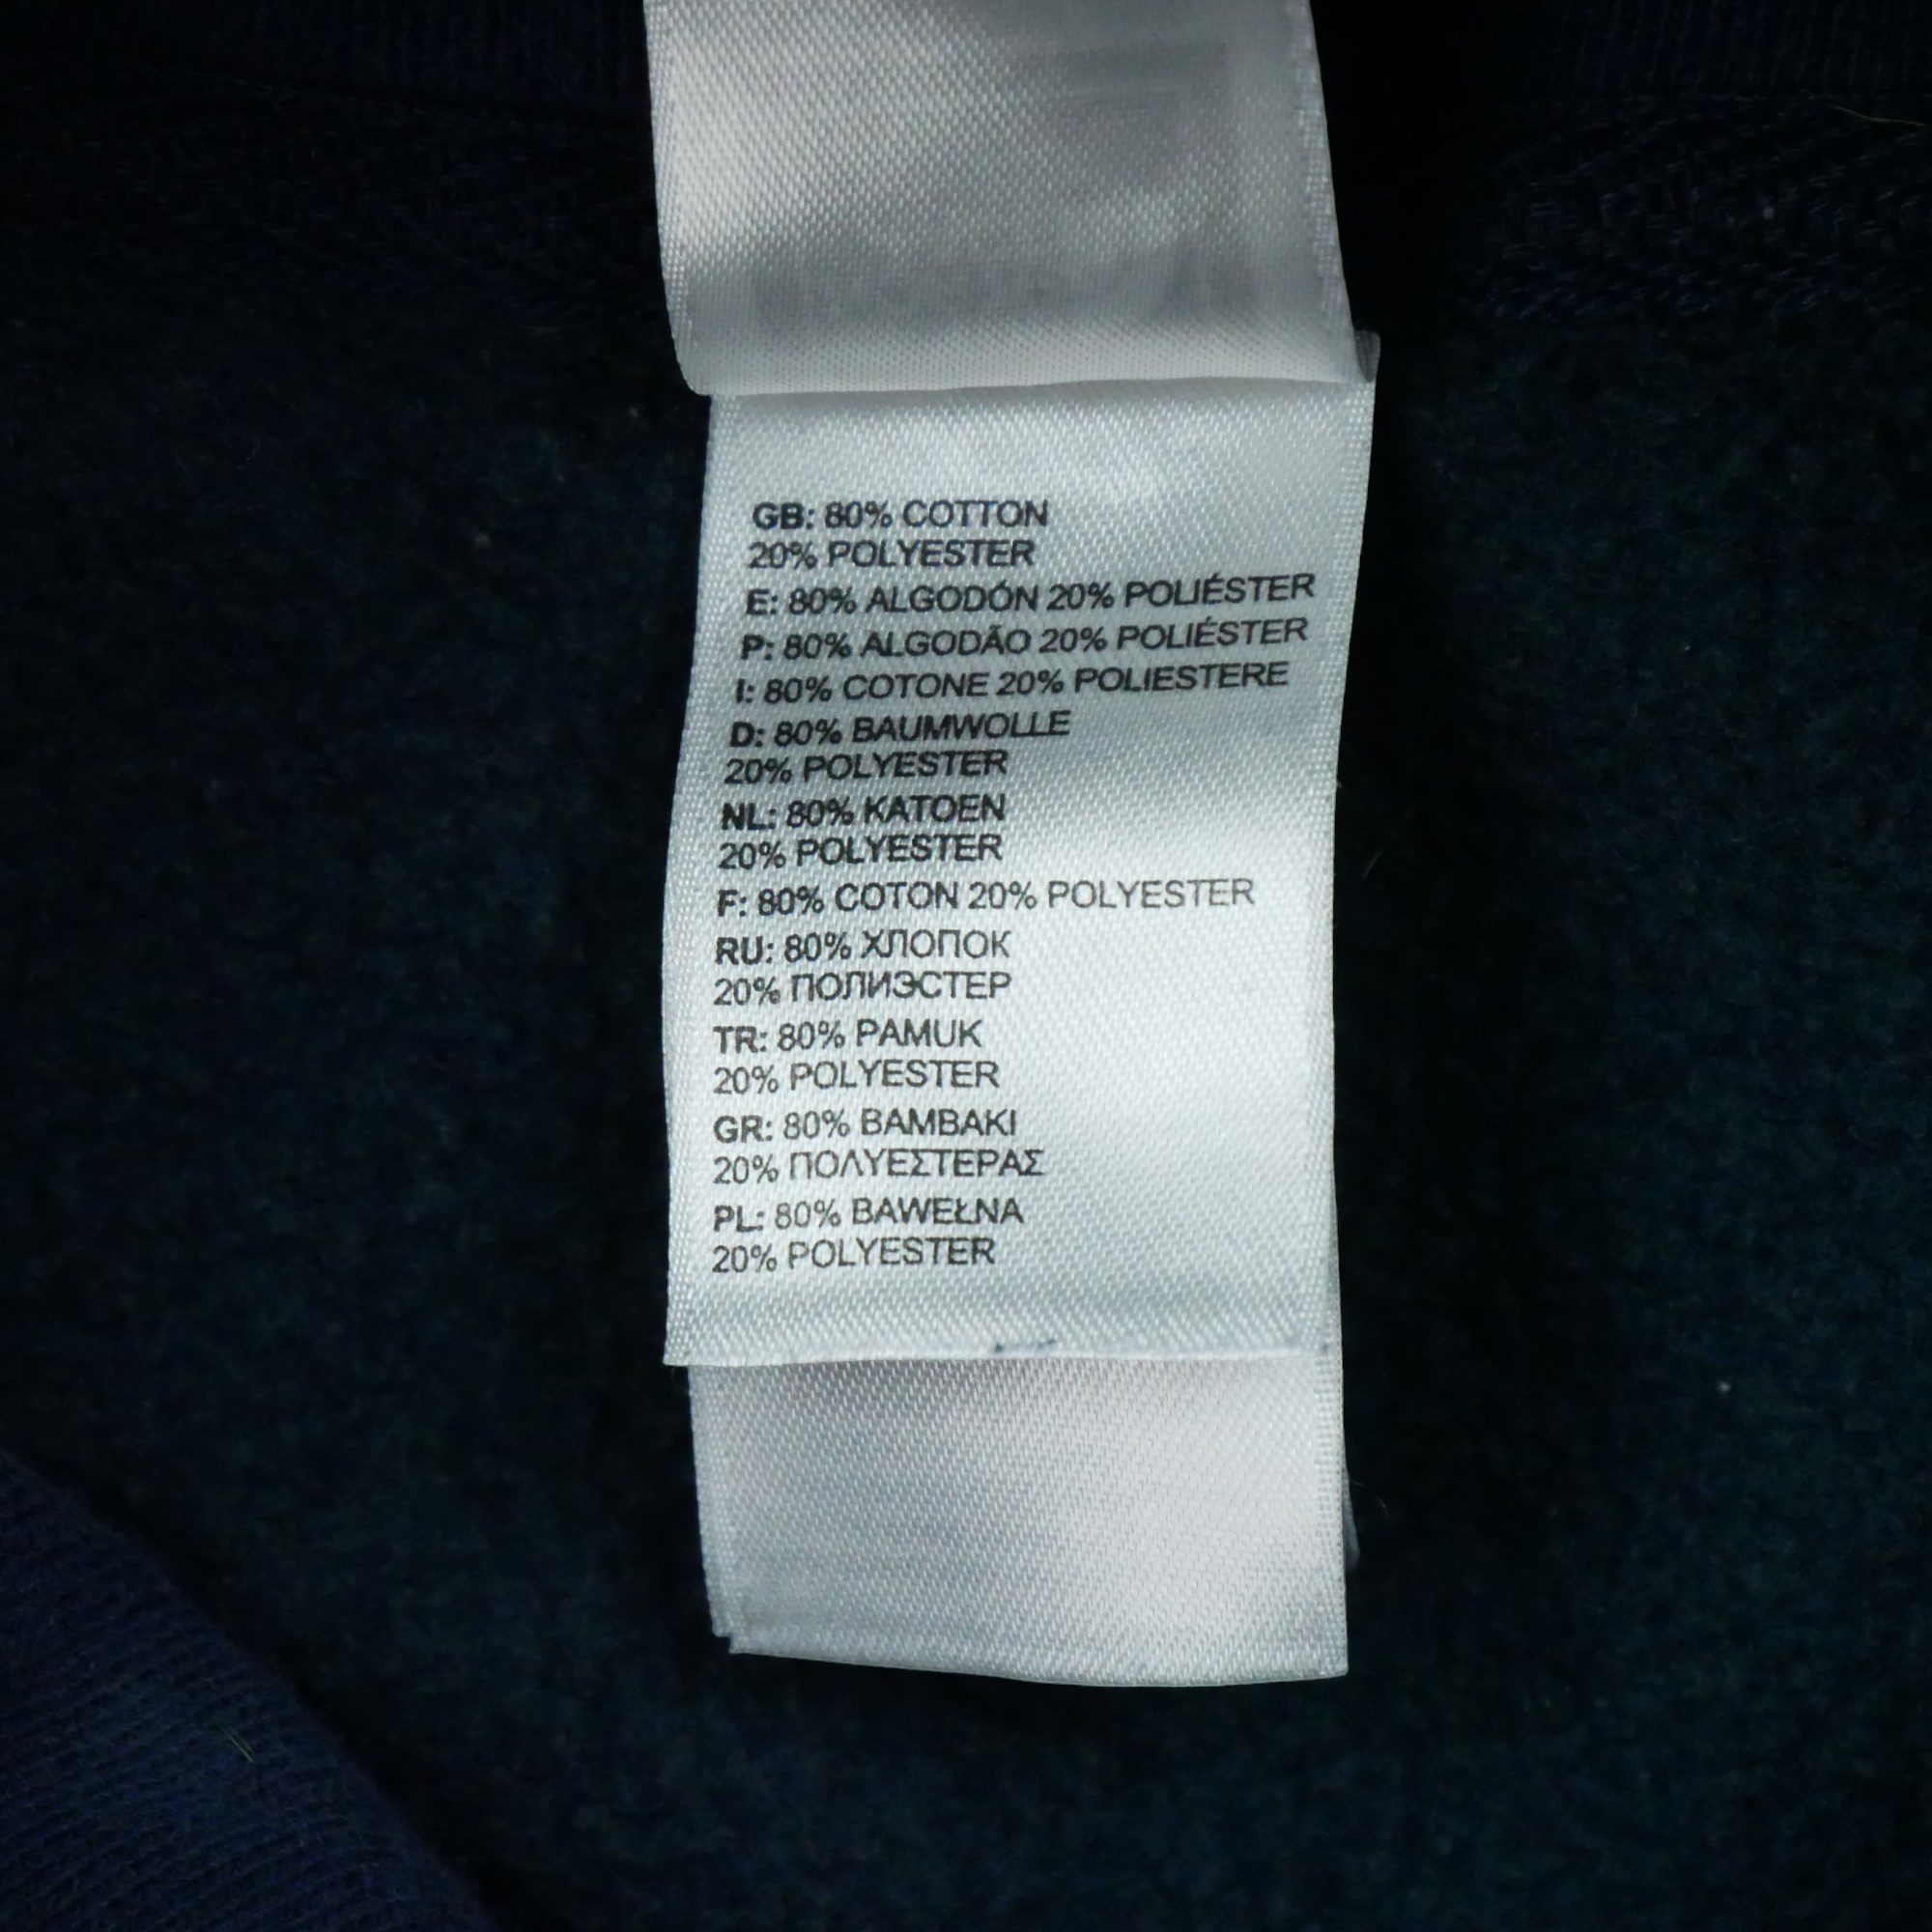 GB: 80% COTTON
20% POLYESTER
E: 80% ALGODÓN 20% POLIÉSTER
P: 80% ALGODÃO 20% POLIÉSTER
I: 80% COTONE 20% POLIESTERE
D: 80% BAUMWOLLE
20% POLYESTER
NL: 80% KATOEN
20% POLYESTER
F: 80% COTON 20% POLYESTER
RU: 80% ХЛОПОК
20% ПОЛИЭСТЕР
TR: 80% PAMUK
20% POLYESTER
GR: 80% ΒΑΜΒΑΚΙ
20% ΠΟΛΥΕΣΤΕΡΑΣ
PL: 80% BAWEŁNA
20% POLYESTER